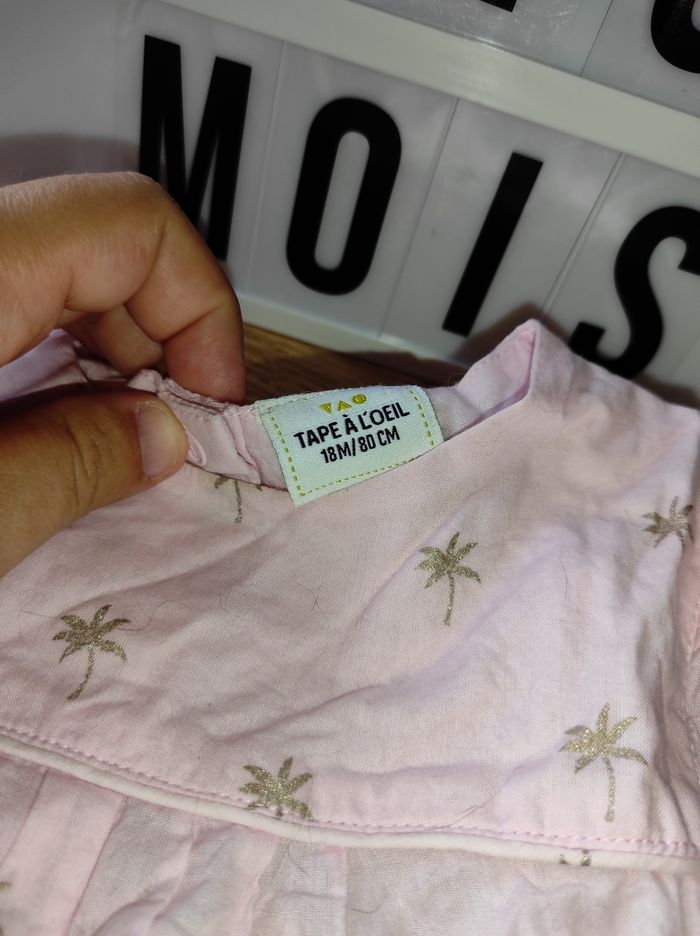 MOIS
TAO
TAPE À L'OEIL
18M/80 CM